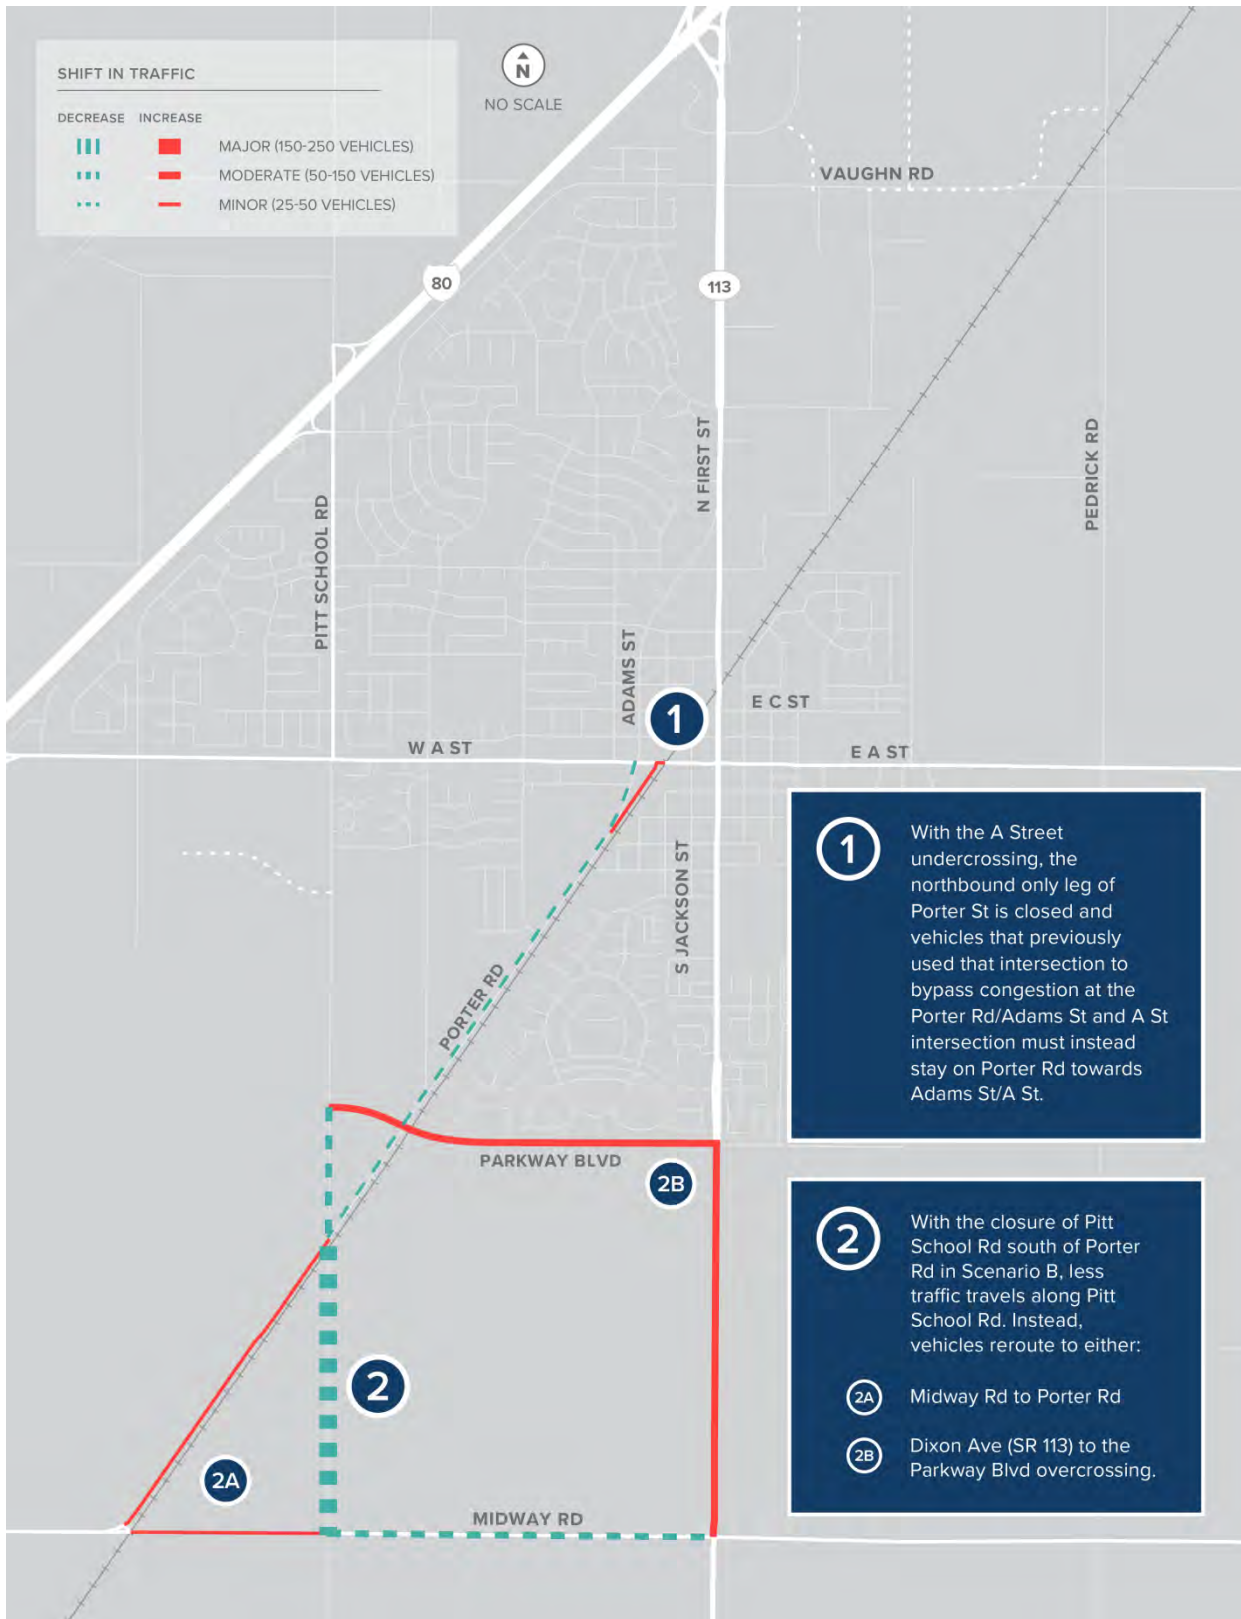 SHIFT IN TRAFFIC
DECREASE INCREASE
MAJOR (150-250 VEHICLES)
MODERATE (50-150 VEHICLES)
MINOR (25-50 VEHICLES)
N
NO SCALE
VAUGHN RD
80
113
N FIRST ST
PEDRICK RD
PITT SCHOOL RD
ADAMS ST
1
E C ST
W A ST
E A ST
S JACKSON ST
PORTER RD
1
With the A Street
undercrossing, the
northbound only leg of
Porter St is closed and
vehicles that previously
used that intersection to
bypass congestion at the
Porter Rd/Adams St and A St
intersection must instead
stay on Porter Rd towards
Adams St/A St.
PARKWAY BLVD
2B
2
2A
MIDWAY RD
2
With the closure of Pitt
School Rd south of Porter
Rd in Scenario B, less
traffic travels along Pitt
School Rd. Instead,
vehicles reroute to either:
2A Midway Rd to Porter Rd
2B Dixon Ave (SR 113) to the
Parkway Blvd overcrossing.